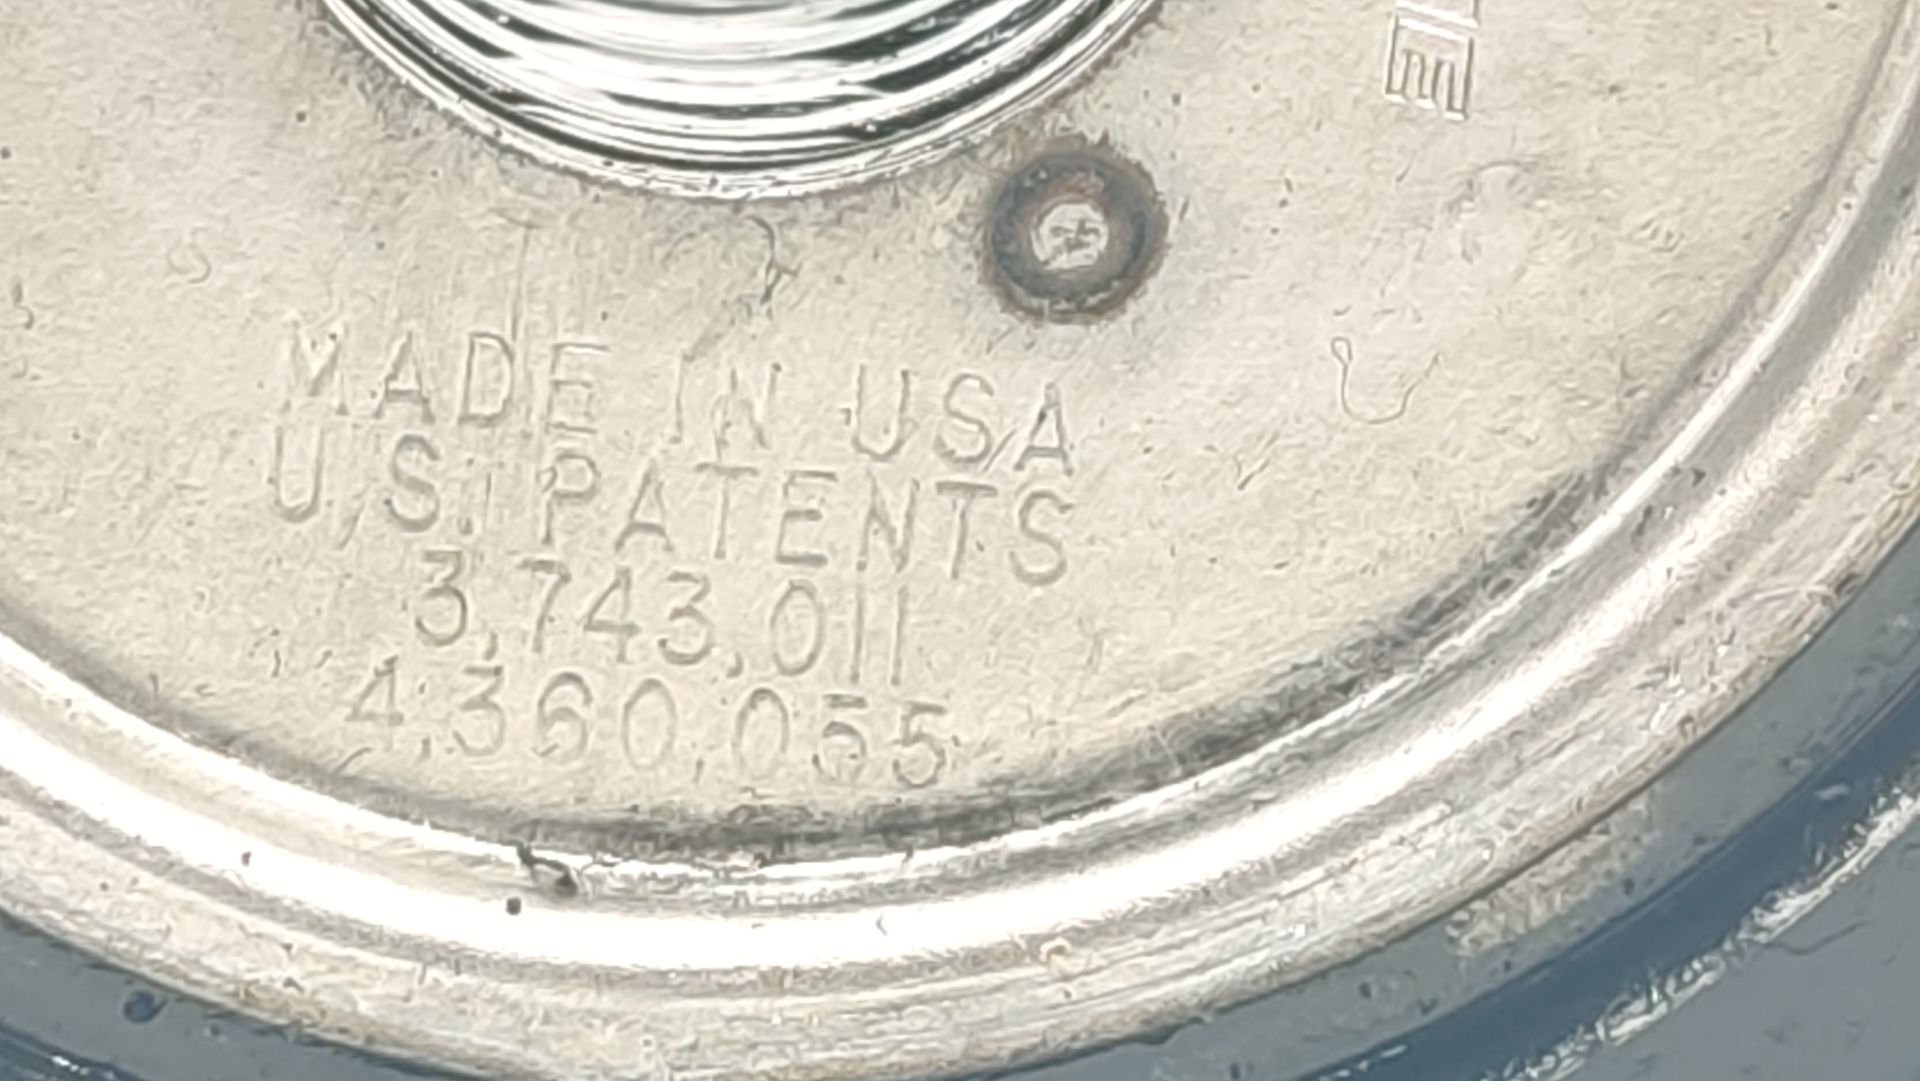 MADE IN USA
U.S. PATENTS
3,743,011
4,360,055